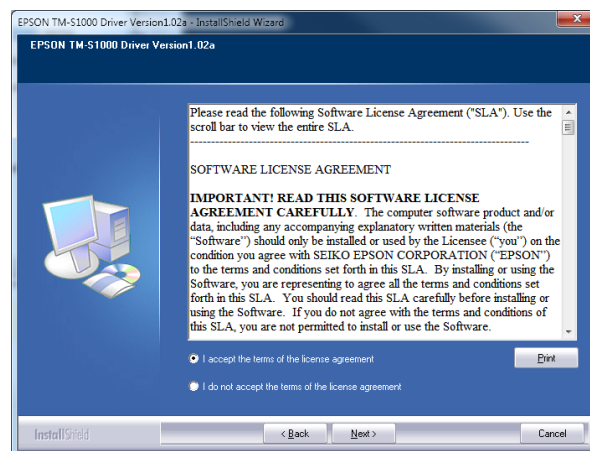 EPSON TM-S1000 Driver Version1.02a - InstallShield Wizard
EPSON TM-S1000 Driver Version1.02a
Please read the following Software License Agreement ("SLA"). Use the
scroll bar to view the entire SLA.
--------------------------------------------------------------------------------
SOFTWARE LICENSE AGREEMENT
IMPORTANT! READ THIS SOFTWARE LICENSE
AGREEMENT CAREFULLY. The computer software product and/or
data, including any accompanying explanatory written materials (the
“Software”) should only be installed or used by the Licensee (“you”) on the
condition you agree with SEIKO EPSON CORPORATION (“EPSON”)
to the terms and conditions set forth in this SLA. By installing or using the
Software, you are representing to agree all the terms and conditions set
forth in this SLA. You should read this SLA carefully before installing or
using the Software. If you do not agree with the terms and conditions of
this SLA, you are not permitted to install or use the Software.
I accept the terms of the license agreement
Print
I do not accept the terms of the license agreement
InstallShield
< Back
Next >
Cancel